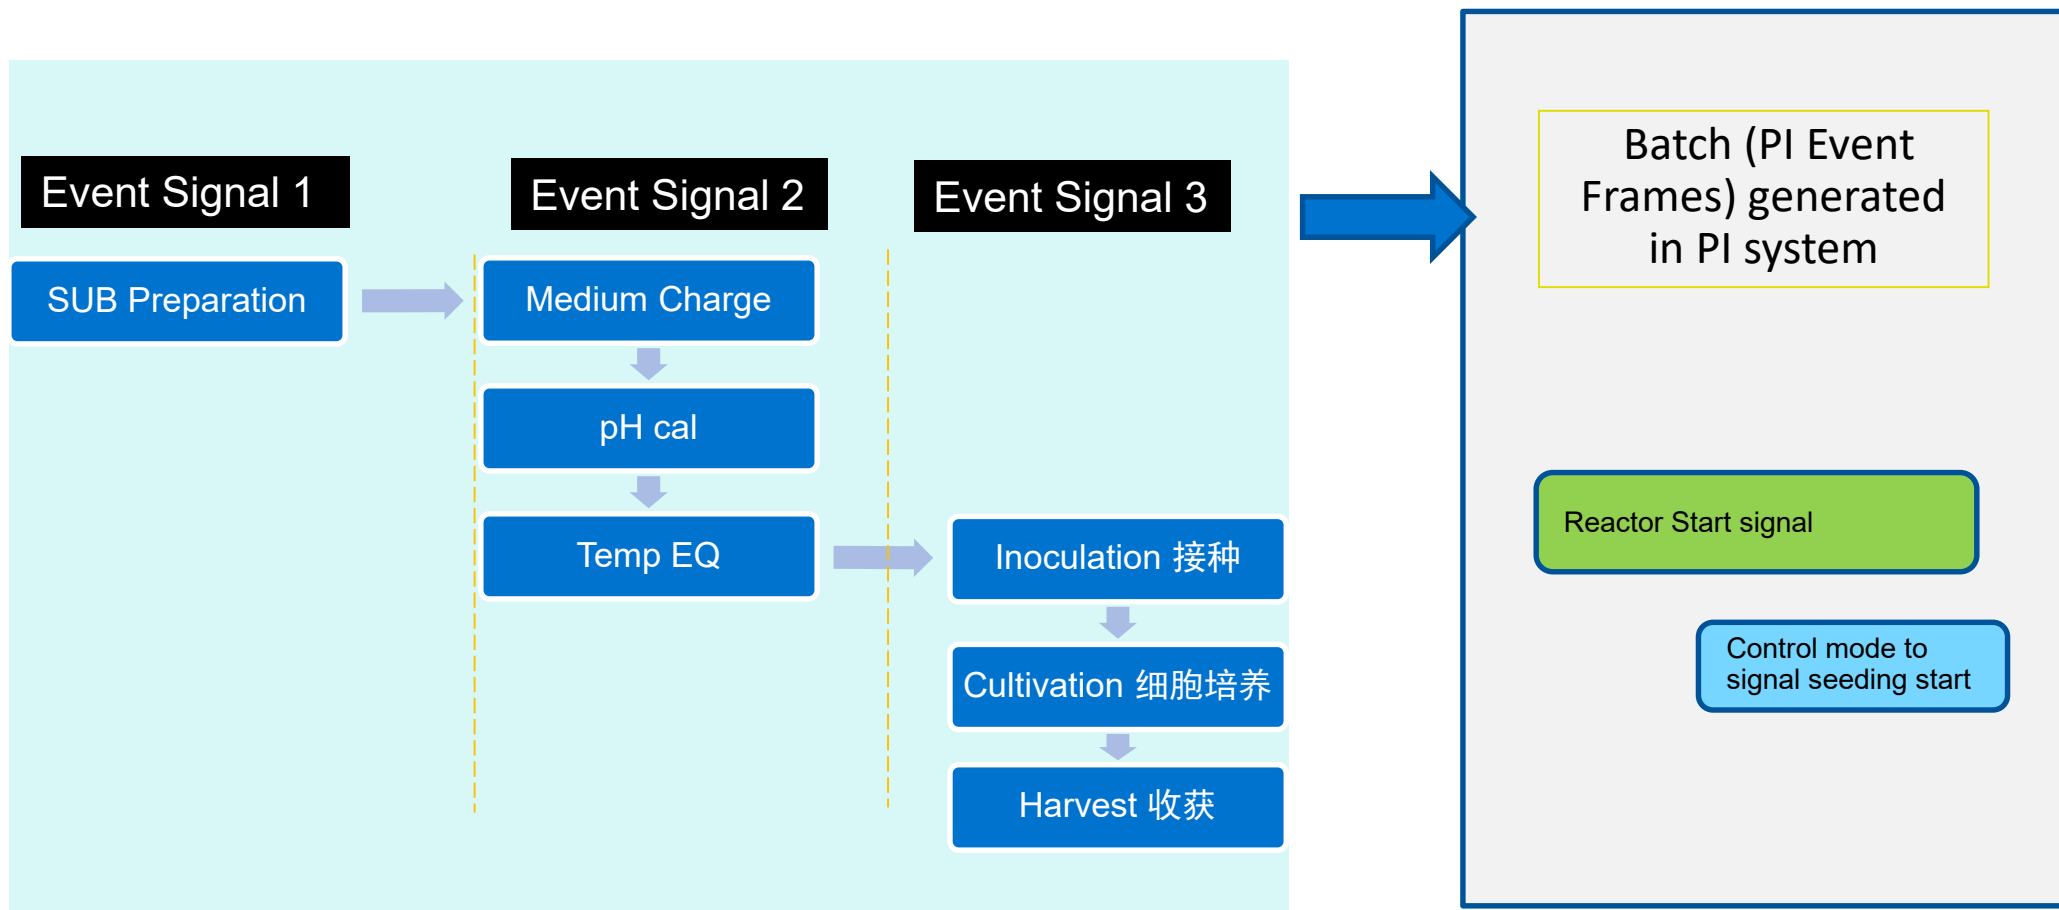 Event Signal 1
Event Signal 2
Event Signal 3
SUB Preparation
Medium Charge
pH cal
Temp EQ
Inoculation 接种
Cultivation 细胞培养
Harvest 收获
Batch (PI Event
Frames) generated
in PI system
Reactor Start signal
Control mode to
signal seeding start